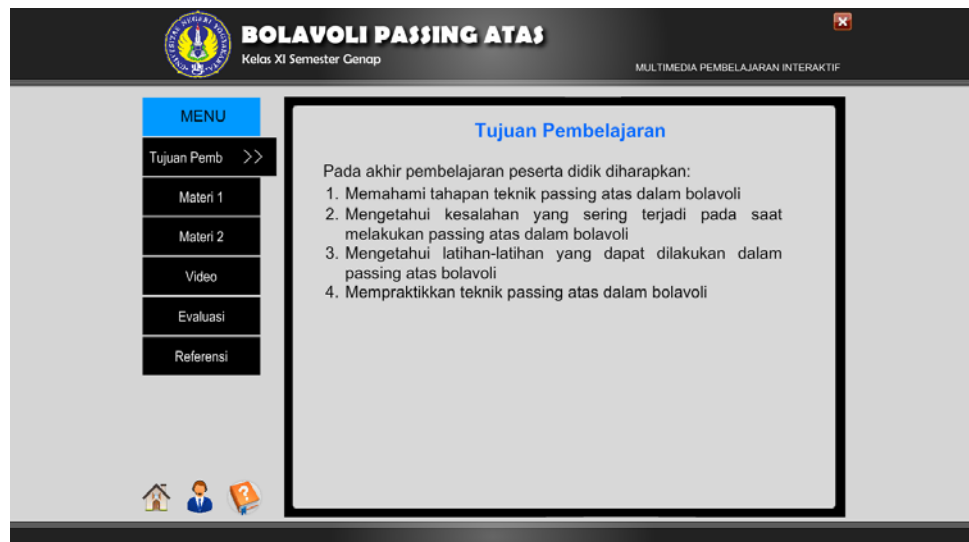 BOLAVOLI PASSING ATAS
Kelas XI Semester Genap
MULTIMEDIA PEMBELAJARAN INTERAKTIF
MENU
Tujuan Pemb >>
Materi 1
Materi 2
Video
Evaluasi
Referensi
Tujuan Pembelajaran
Pada akhir pembelajaran peserta didik diharapkan:
1. Memahami tahapan teknik passing atas dalam bolavoli
2. Mengetahui kesalahan yang sering terjadi pada saat
melakukan passing atas dalam bolavoli
3. Mengetahui latihan-latihan yang dapat dilakukan dalam
passing atas bolavoli
4. Mempraktikkan teknik passing atas dalam bolavoli
?